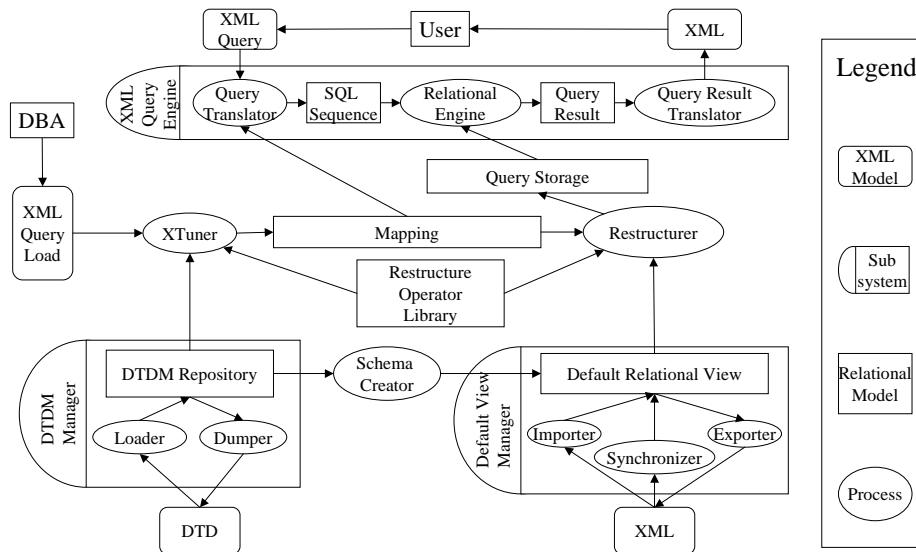 XML
Query
User
XML
Legend
XML
Query
Engine
Query
Translator
SQL
Sequence
Relational
Engine
Query
Result
Query Result
Translator
DBA
XML
Model
Query Storage
XML
Query
Load
XTuner
Mapping
Restructurer
Sub
system
Restructure
Operator
Library
DTDM
Manager
DTDM Repository
Schema
Creator
Default View
Manager
Default Relational View
Relational
Model
Loader
Dumper
Importer
Synchronizer
Exporter
Process
DTD
XML